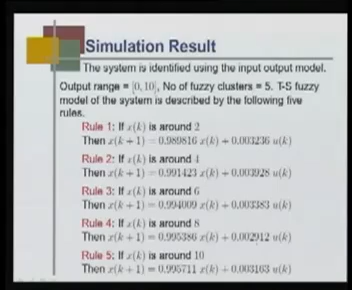 Simulation Result
The system is identified using the input output model.
Output range = [0, 10], No of fuzzy clusters = 5. T-S fuzzy
model of the system is described by the following five
rules.
Rule 1: If x(k) is around 2
Then x(k + 1) = 0.989816 x(k) + 0.003236 u(k)
Rule 2: If x(k) is around 4
Then x(k + 1) = 0.991423 x(k) + 0.003928 u(k)
Rule 3: If x(k) is around 6
Then x(k + 1) = 0.994009 x(k) + 0.003383 u(k)
Rule 4: If x(k) is around 8
Then x(k + 1) = 0.995386 x(k) + 0.002912 u(k)
Rule 5: If x(k) is around 10
Then x(k + 1) = 0.995711 x(k) + 0.003163 u(k)